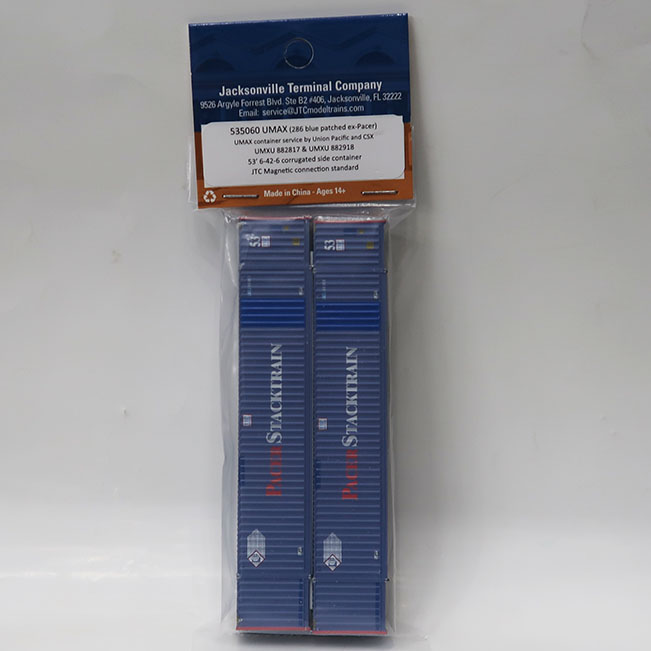 Jacksonville Terminal Company
9526 Argyle Forrest Blvd. Ste B2 #406, Jacksonville, FL 32222
Email: service@JTCmodeltrains.com
535060 UMAX (286 blue patched ex-Pacer)
UMAX container service by Union Pacific and CSX
UMXU 882817 & UMXU 882918
53' 6-42-6 corrugated side container
JTC Magnetic connection standard
Made in China - Ages 14+
53
53
PACER STACKTRAIN
PACER STACKTRAIN